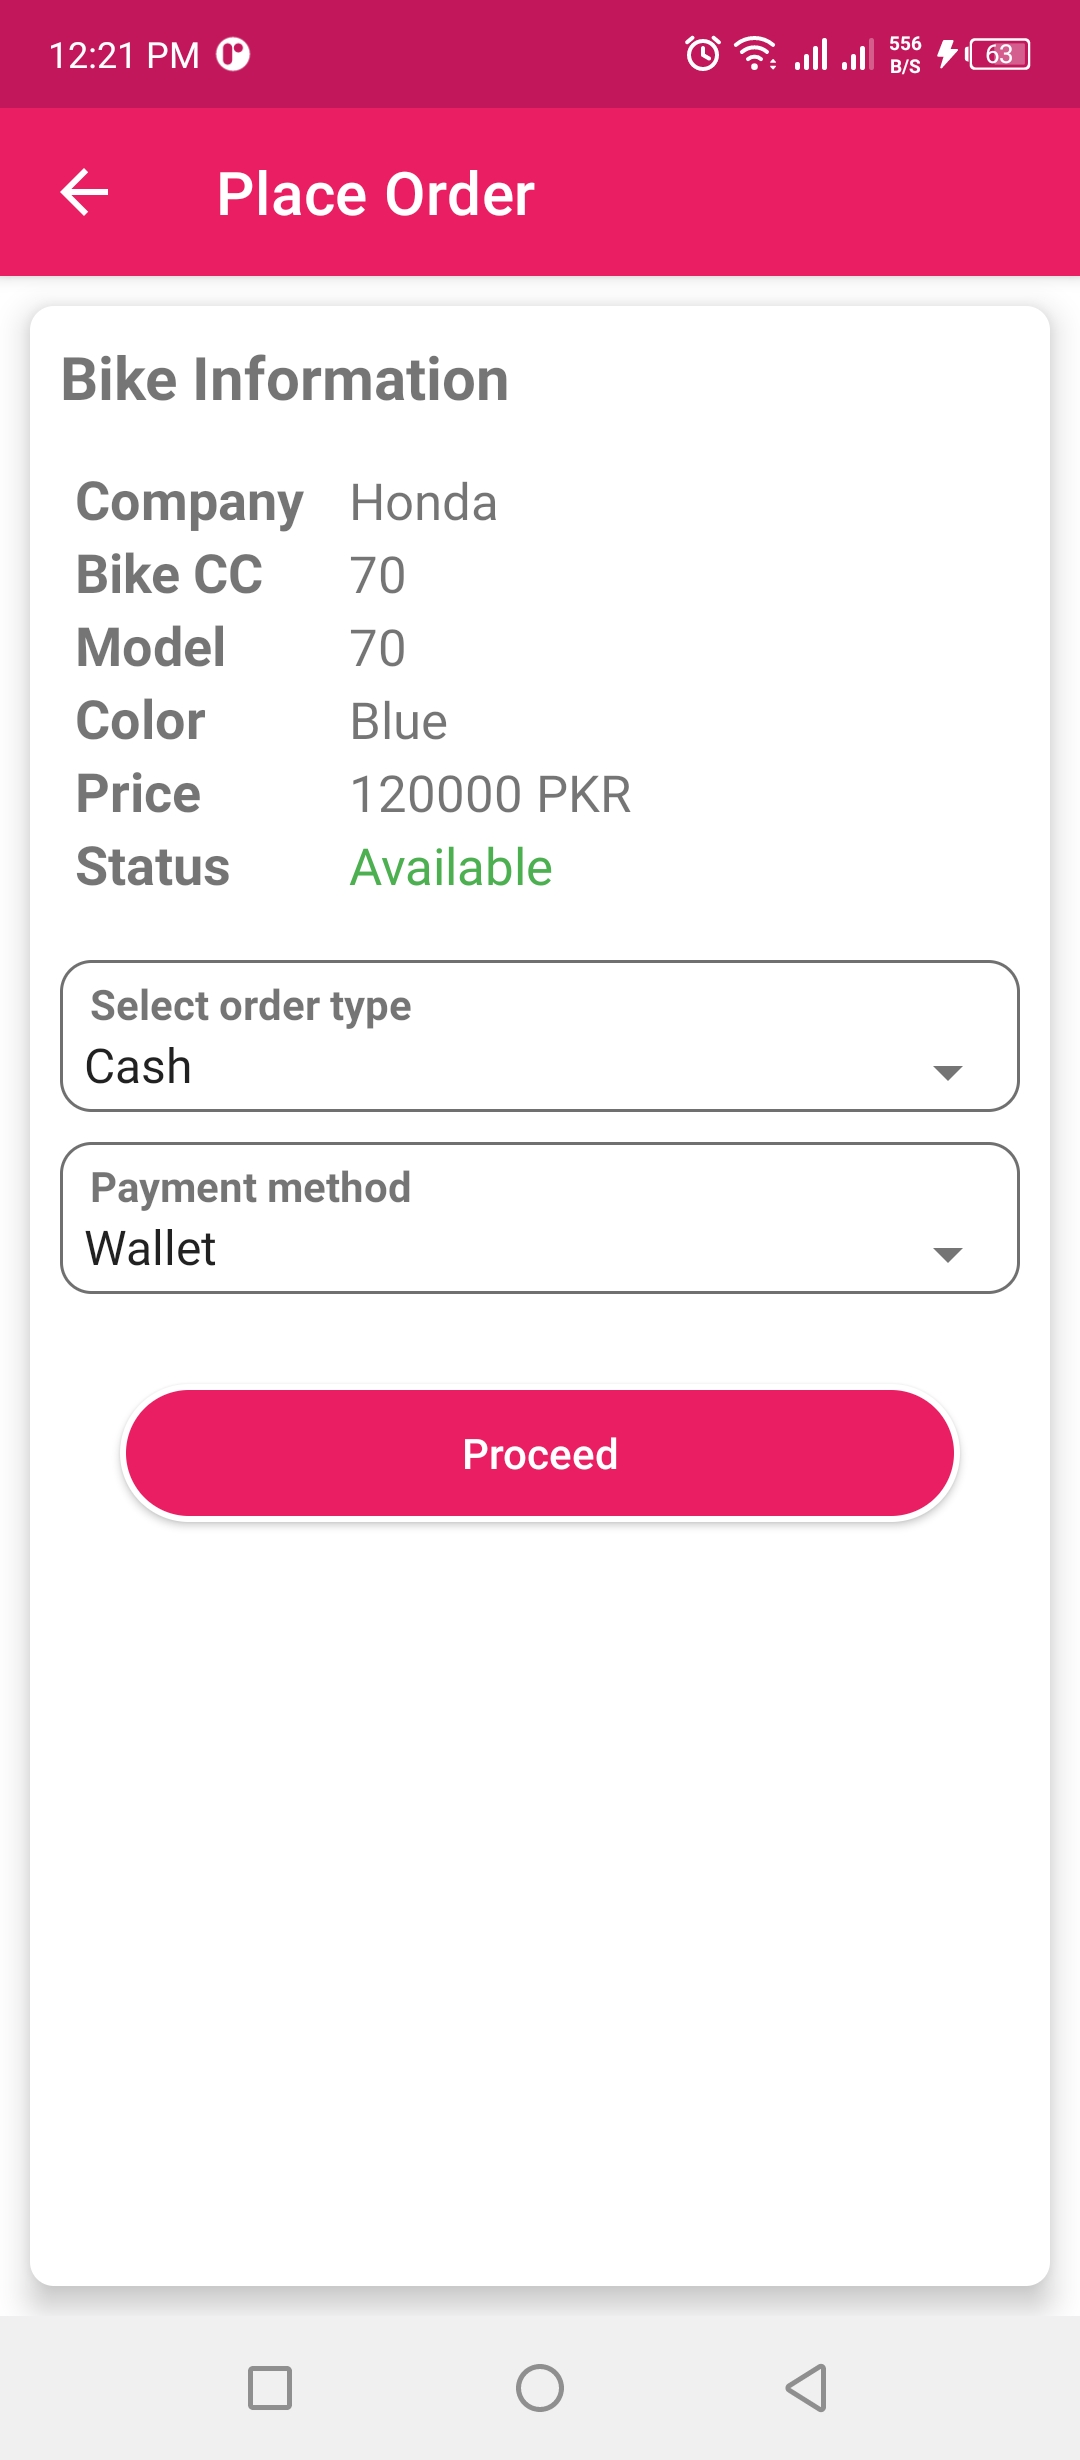 12:21 PM 556 B/S 63
Place Order
Bike Information
Company Honda
Bike CC 70
Model 70
Color Blue
Price 120000 PKR
Status Available
Select order type
Cash
Payment method
Wallet
Proceed